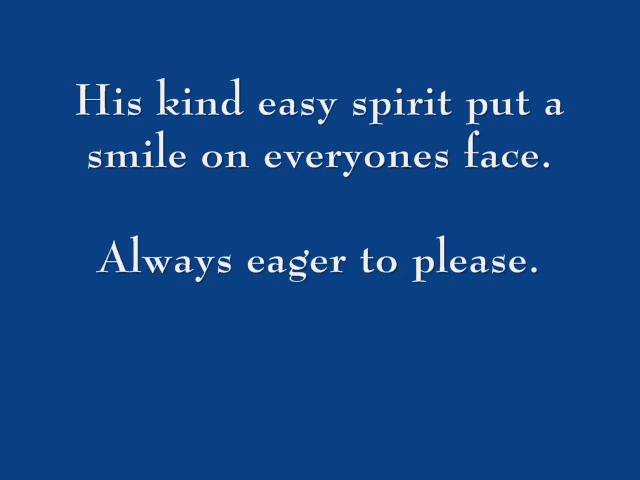 His kind easy spirit put a
smile on everyones face.
Always eager to please.